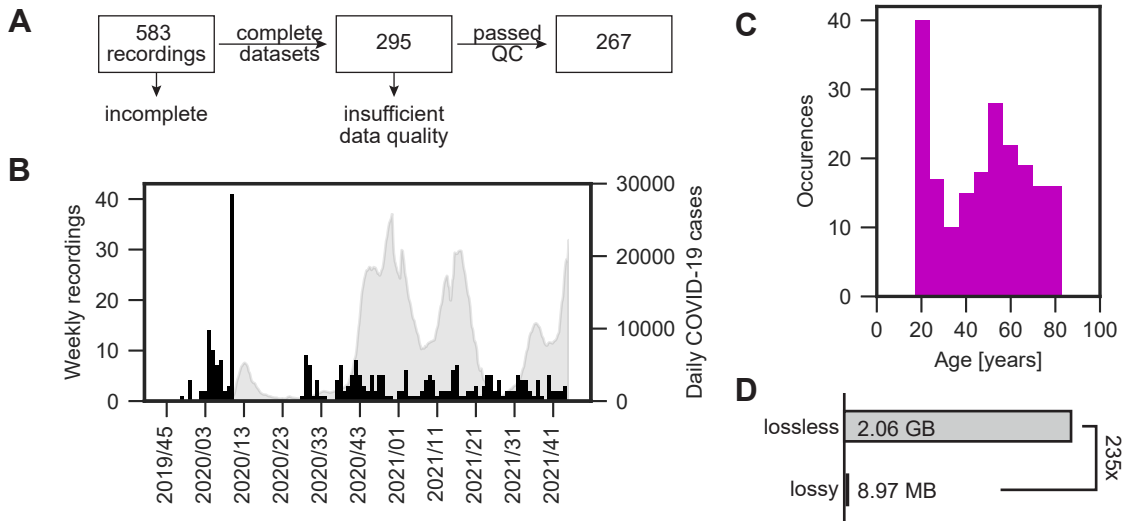 A
583
recordings
complete
datasets
295
passed
QC
267
incomplete
insufficient
data quality
B
Weekly recordings
40
30
20
10
0
30000
20000
10000
0
Daily COVID-19 cases
2019/45
2020/03
2020/13
2020/23
2020/33
2020/43
2021/01
2021/11
2021/21
2021/31
2021/41
C
Occurences
40
30
20
10
0
0
20
40
60
80
100
Age [years]
D
lossless
2.06 GB
lossy
8.97 MB
235x